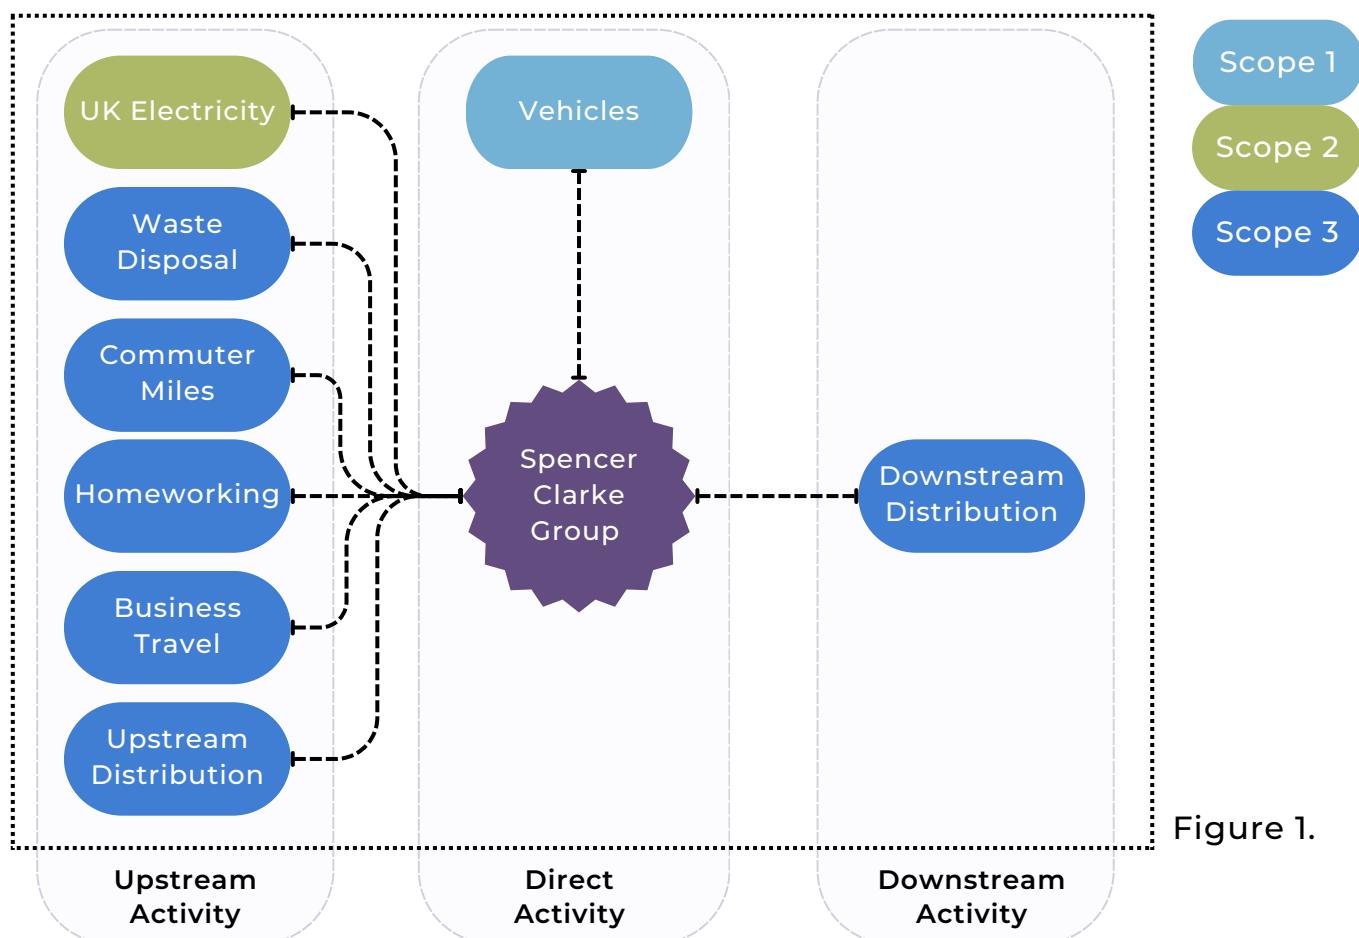 UK Electricity
Waste
Disposal
Commuter
Miles
Homeworking
Business
Travel
Upstream
Distribution
Upstream
Activity
Vehicles
Spencer
Clarke
Group
Direct
Activity
Downstream
Distribution
Downstream
Activity
Scope 1
Scope 2
Scope 3
Figure 1.